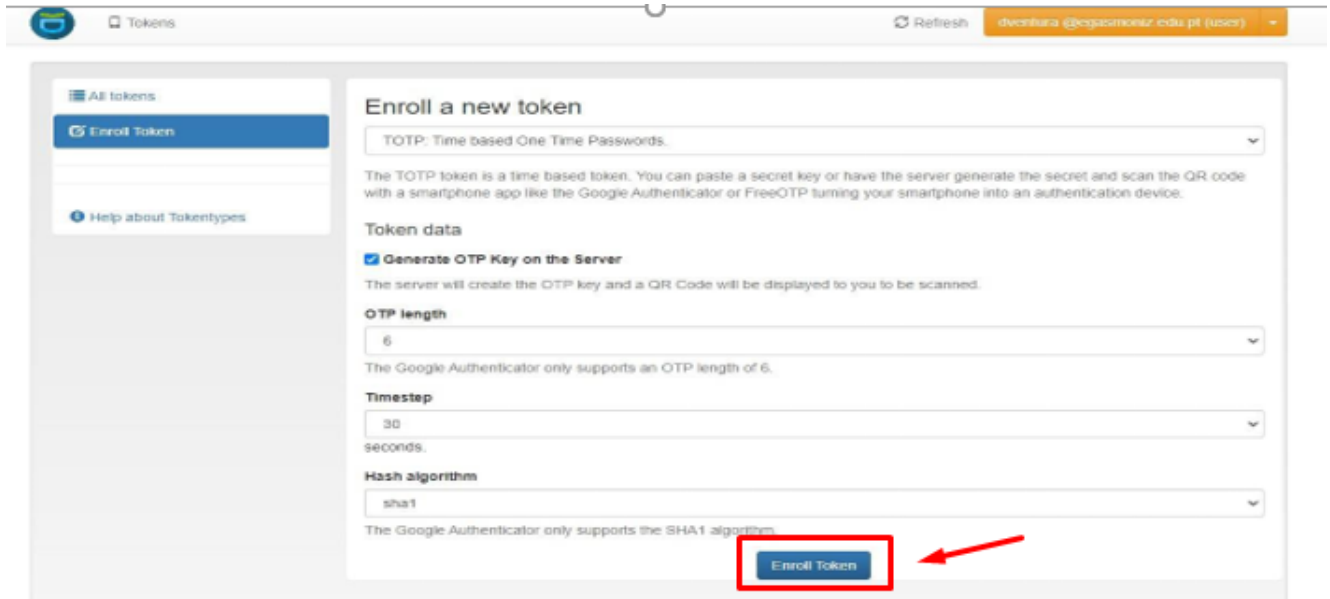 Tokens
Refresh
dventura @egasmoniz.edu.pt (user)
All tokens
Enroll Token
Help about Tokentypes
Enroll a new token
TOTP: Time based One Time Passwords.
The TOTP token is a time based token. You can paste a secret key or have the server generate the secret and scan the QR code
with a smartphone app like the Google Authenticator or FreeOTP turning your smartphone into an authentication device.
Token data
Generate OTP Key on the Server
The server will create the OTP key and a QR Code will be displayed to you to be scanned.
OTP length
6
The Google Authenticator only supports an OTP length of 6.
Timestep
30
seconds.
Hash algorithm
sha1
The Google Authenticator only supports the SHA1 algorithm.
Enroll Token